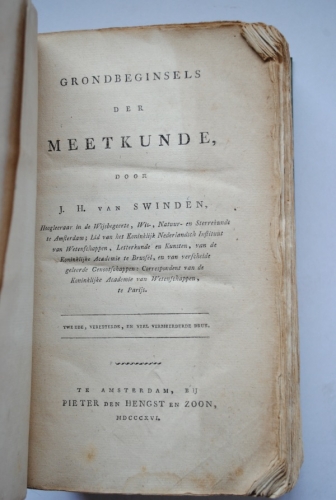 GRONDBEGINSELS
DER
MEETKUNDE,
DOOR
J. H. VAN SWINDEN,
Hoogleeraar in de Wijsbegeerte, Wis-, Natuur- en Sterrekunde
te Amsterdam; Lid van het Koninklijk Nederlandsch Instituut
van Wetenschappen, Letterkunde en Kunsten, van de
Koninklijke Academie te Brussel, en van verscheide
geleerde Genootschappen: Correspondent van de
Koninklijke Academie van Wetenschappen,
te Parijs.
TWEEDE, VERBETERDE, EN VEEL VERMEERDERDE DRUK.
TE AMSTERDAM, BIJ
PIETER DEN HENGST EN ZOON,
MDCCCXVI.